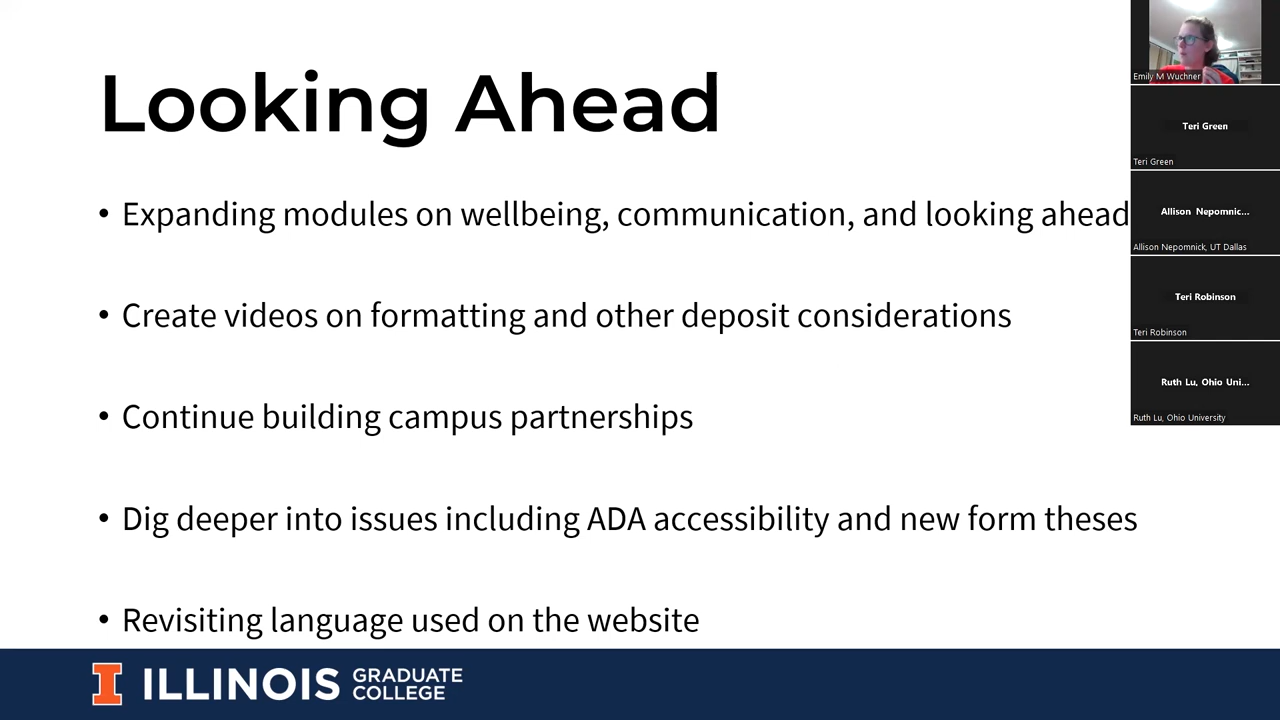 Looking Ahead
• Expanding modules on wellbeing, communication, and looking ahead
• Create videos on formatting and other deposit considerations
• Continue building campus partnerships
• Dig deeper into issues including ADA accessibility and new form theses
• Revisiting language used on the website
I ILLINOIS GRADUATE COLLEGE
Emily M Wuchner
Teri Green
Teri Green
Allison Nepomnic...
Allison Nepomnick, UT Dallas
Teri Robinson
Teri Robinson
Ruth Lu, Ohio Uni...
Ruth Lu, Ohio University